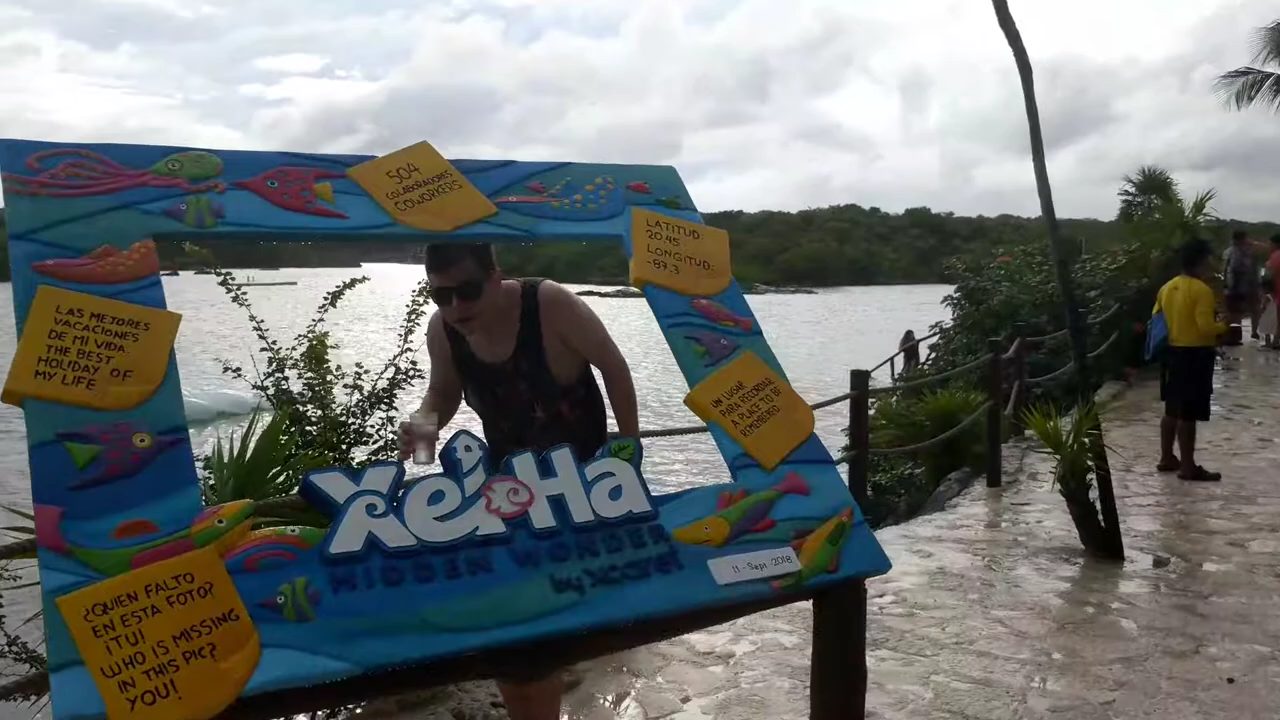 504
COLABORADORES
COWORKERS
LATITUD:
20.45
LONGITUD:
-87.3
LAS MEJORES
VACACIONES
DE MI VIDA.
THE BEST
HOLIDAY OF
MY LIFE
UN LUGAR
PARA RECORDAR
A PLACE TO BE
REMEMBERED
Xel-Ha
HIDDEN WONDER
by xcaret
11-Sept 2018
¿QUIEN FALTO
EN ESTA FOTO?
¡TU!
WHO IS MISSING
IN THIS PIC?
YOU!